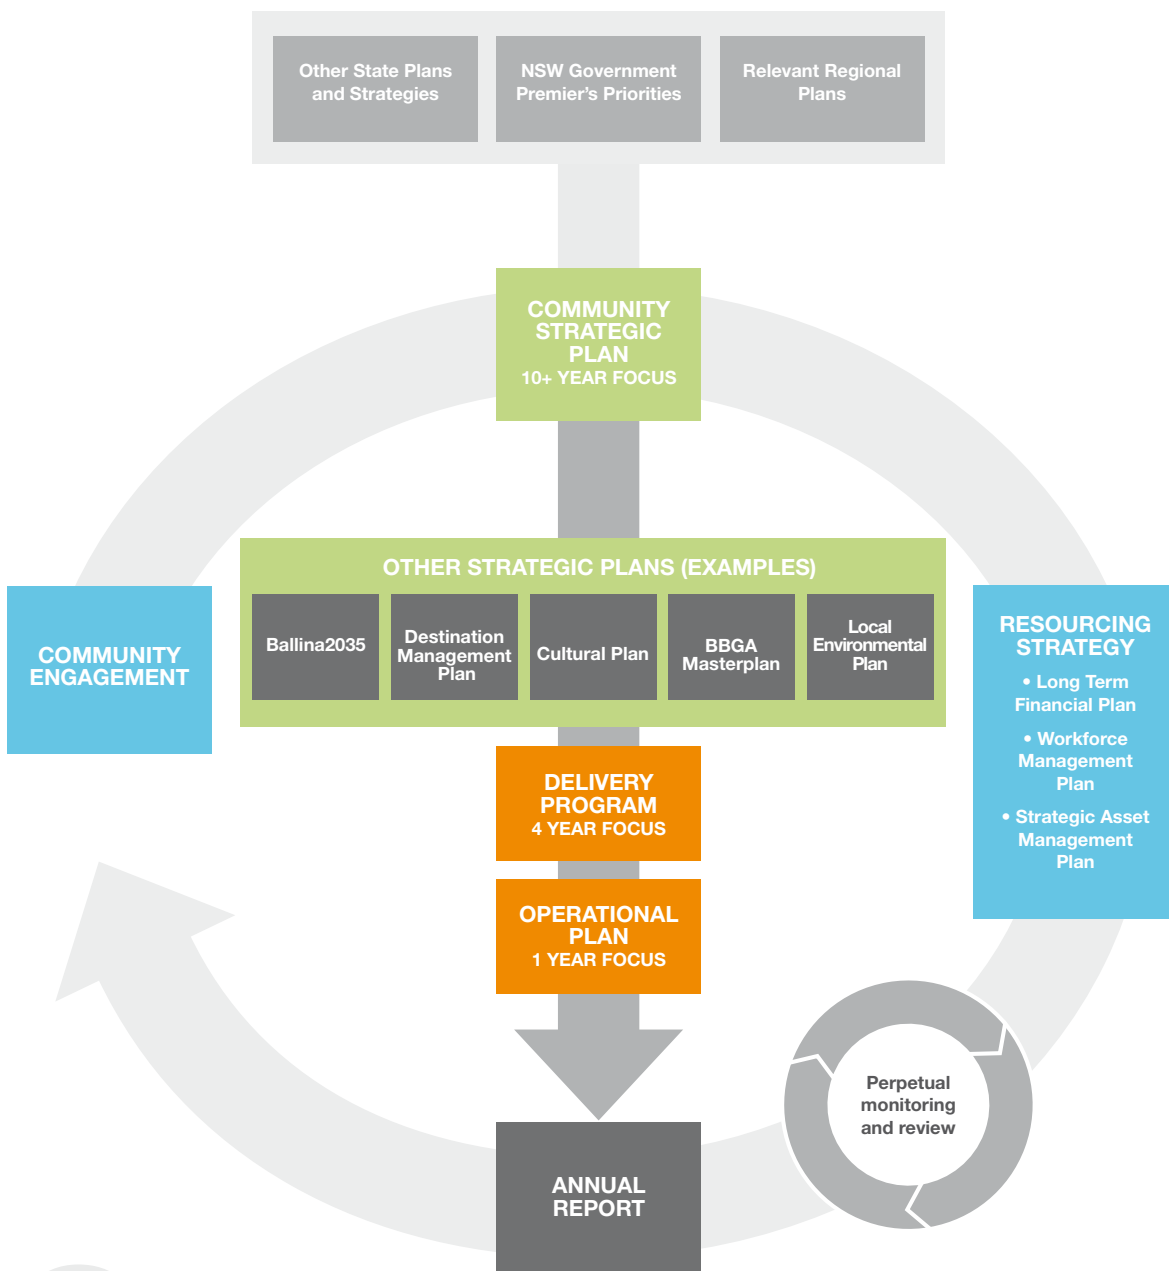 Other State Plans
and Strategies
NSW Government
Premier's Priorities
Relevant Regional
Plans
COMMUNITY
STRATEGIC
PLAN
10+ YEAR FOCUS
OTHER STRATEGIC PLANS (EXAMPLES)
Ballina2035
Destination
Management
Plan
Cultural Plan
BBGA
Masterplan
Local
Environmental
Plan
COMMUNITY
ENGAGEMENT
RESOURCING
STRATEGY
• Long Term
Financial Plan
• Workforce
Management
Plan
• Strategic Asset
Management
Plan
DELIVERY
PROGRAM
4 YEAR FOCUS
OPERATIONAL
PLAN
1 YEAR FOCUS
Perpetual
monitoring
and review
ANNUAL
REPORT